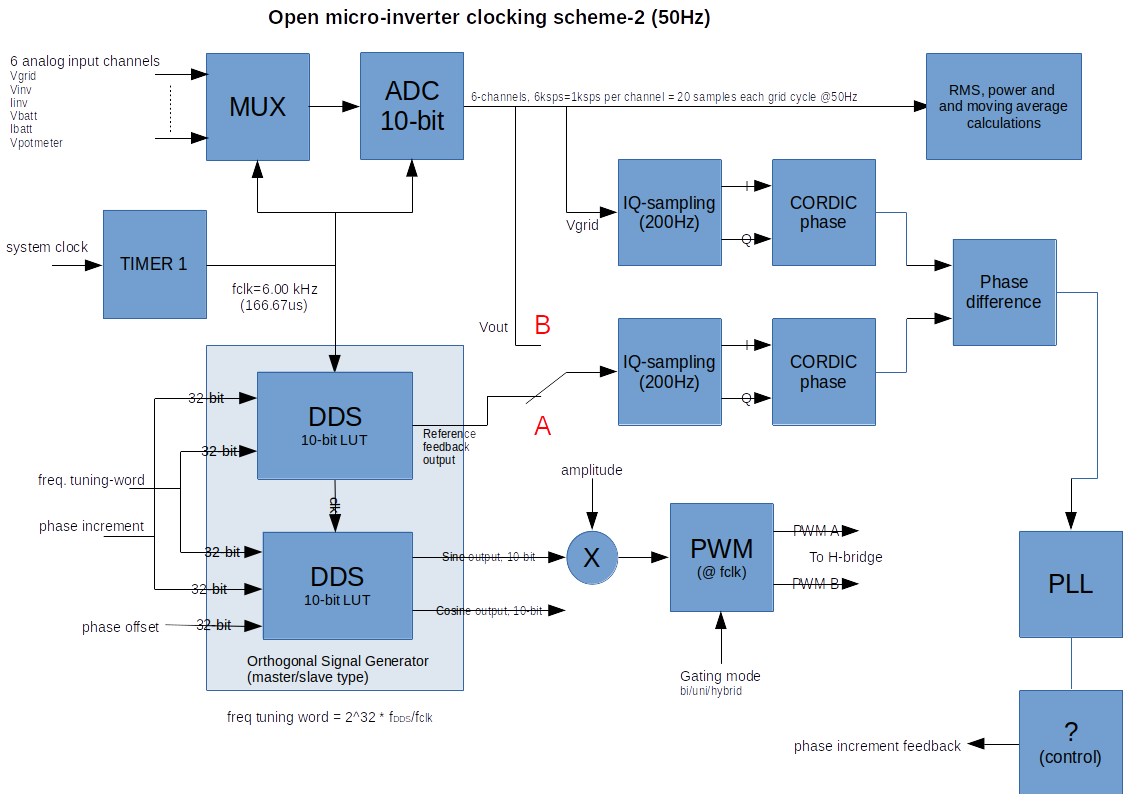 Open micro-inverter clocking scheme-2 (50Hz)
6 analog input channels
Vgrid
Vinv
Iinv
Vbatt
Ibatt
Vpotmeter
MUX
ADC
10-bit
6-channels, 6ksps=1ksps per channel = 20 samples each grid cycle @50Hz
RMS, power and
and moving average
calculations
IQ-sampling
(200Hz)
I
Q
CORDIC
phase
Vgrid
system clock
TIMER 1
fclk=6.00 kHz
(166.67us)
Phase
difference
Vout
B
IQ-sampling
(200Hz)
I
Q
CORDIC
phase
A
32-bit
32-bit
DDS
10-bit LUT
Reference
feedback
output
freq. tuning-word
phase increment
clk
amplitude
32-bit
32-bit
32-bit
phase offset
DDS
10-bit LUT
Sine output, 10-bit
Cosine output, 10-bit
X
PWM
(@ fclk)
PWM A
To H-bridge
PWM B
PLL
Orthogonal Signal Generator
(master/slave type)
Gating mode
bi/uni/hybrid
freq tuning word = 2^32 * fDDS/fclk
?
(control)
phase increment feedback